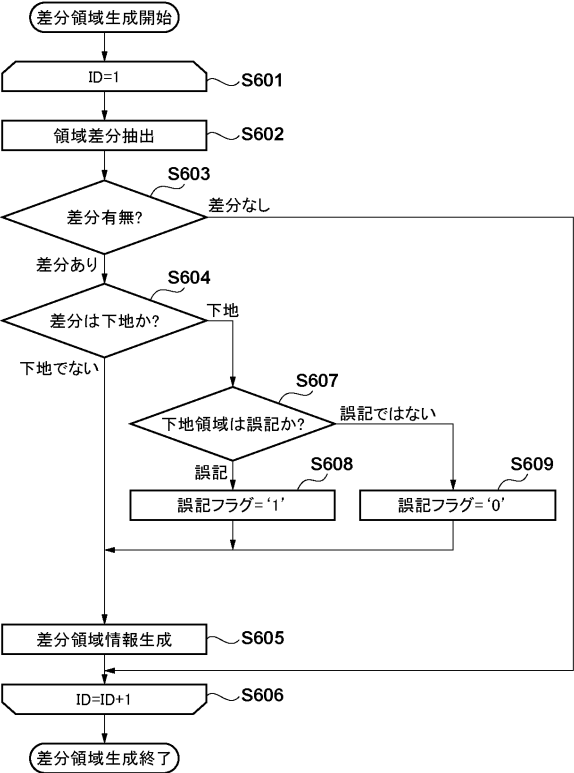 差分領域生成開始
ID=1
S601
領域差分抽出
S602
S603
差分有無?
差分なし
差分あり
S604
差分は下地か?
下地
下地でない
S607
下地領域は誤記か?
誤記ではない
誤記
S608
S609
誤記フラグ=‘1’
誤記フラグ=‘0’
差分領域情報生成
S605
ID=ID+1
S606
差分領域生成終了